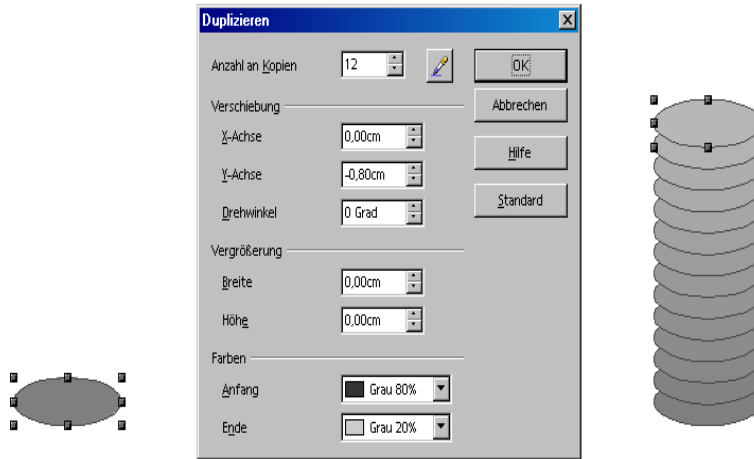 Duplizieren
Anzahl an Kopien 12 OK
Verschiebung Abbrechen
X-Achse 0,00cm Hilfe
Y-Achse -0,80cm Standard
Drehwinkel 0 Grad
Vergrößerung
Breite 0,00cm
Höhe 0,00cm
Farben
Anfang Grau 80%
Ende Grau 20%